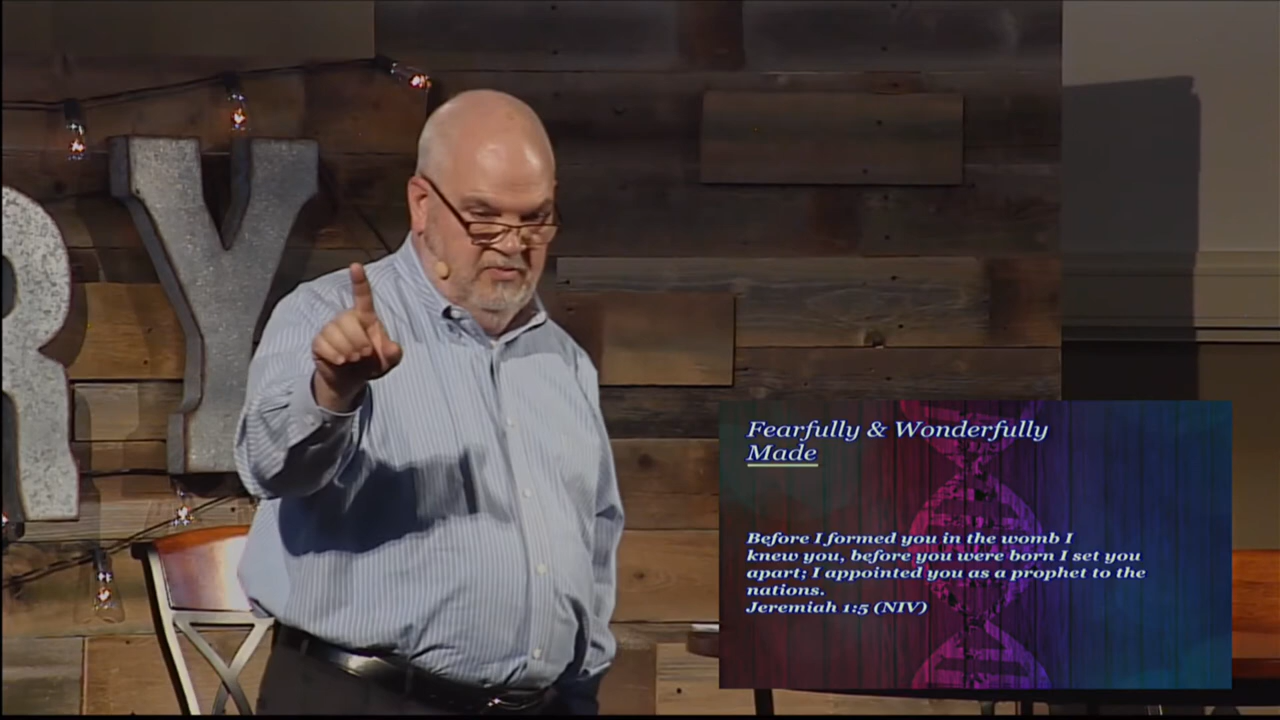 RY
Fearfully & Wonderfully
Made
Before I formed you in the womb I
knew you, before you were born I set you
apart; I appointed you as a prophet to the
nations.
Jeremiah 1:5 (NIV)